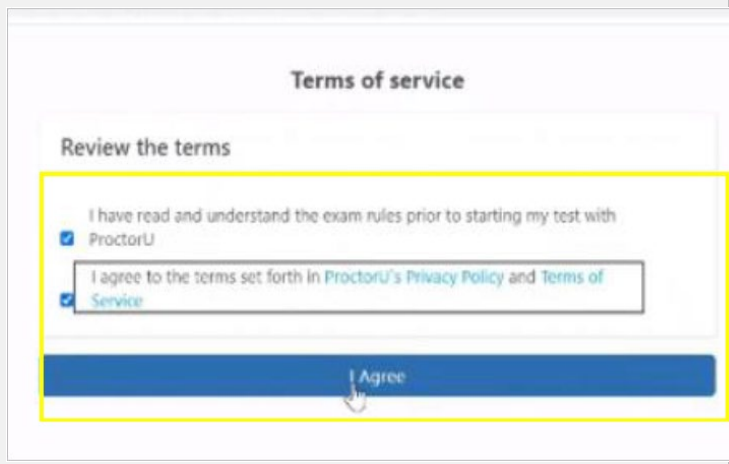 Terms of service
Review the terms
I have read and understand the exam rules prior to starting my test with
ProctorU
I agree to the terms set forth in ProctorU's Privacy Policy and Terms of
Service
I Agree